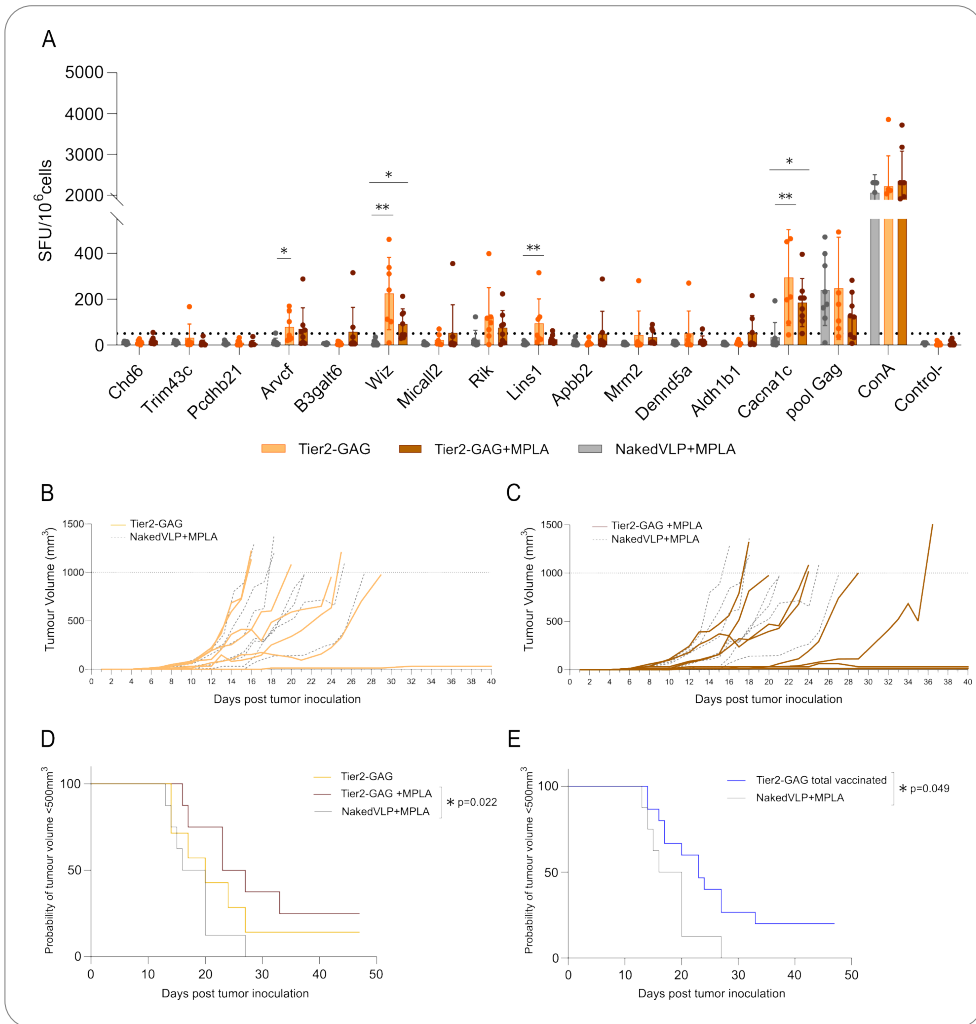 A
5000
4000
3000
2000
400
200
0
SFU/10⁶cells
*
**
*
**
**
*
**
Chd6
Trim43c
Pcdhb21
Arvcf
B3galt6
Wiz
Micall2
Rlk
Lins1
Apbb2
Mrm2
Dennd5a
Aldh1b1
Cacna1c
pool Gag
ConA
Control-
Tier2-GAG
Tier2-GAG+MPLA
NakedVLP+MPLA
B
Tumour Volume (mm³)
1500
1000
500
0
Tier2-GAG
NakedVLP+MPLA
0 2 4 6 8 10 12 14 16 18 20 22 24 26 28 30 32 34 36 38 40
Days post tumor inoculation
C
Tumour Volume (mm³)
1500
1000
500
0
Tier2-GAG +MPLA
NakedVLP+MPLA
0 2 4 6 8 10 12 14 16 18 20 22 24 26 28 30 32 34 36 38 40
Days post tumor inoculation
D
Probability of tumour volume <500mm³
100
50
0
Tier2-GAG
Tier2-GAG +MPLA
NakedVLP+MPLA
* p=0.022
0 10 20 30 40 50
Days post tumor inoculation
E
Probability of tumour volume <500mm³
100
50
0
Tier2-GAG total vaccinated
NakedVLP+MPLA
* p=0.049
0 10 20 30 40 50
Days post tumor inoculation